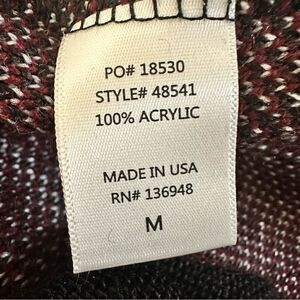 PO# 18530
STYLE# 48541
100% ACRYLIC
MADE IN USA
RN# 136948
M